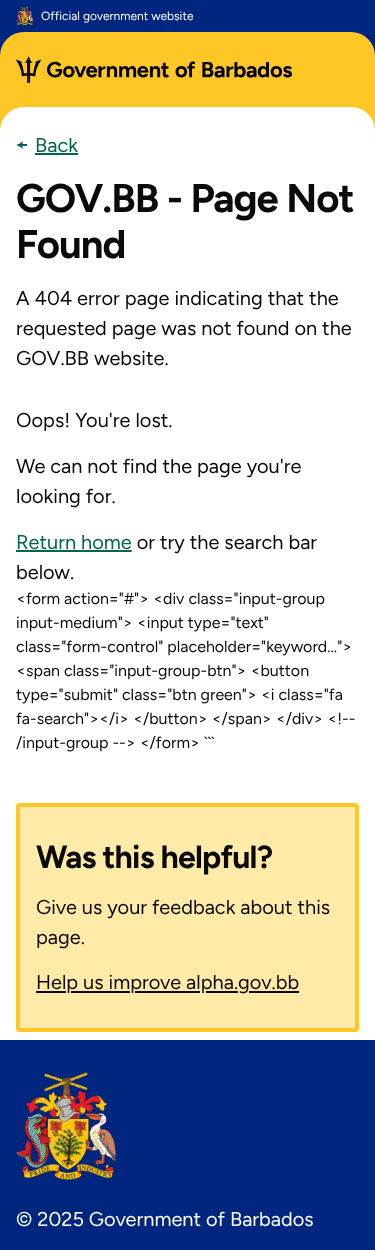 Official government website
Government of Barbados
Back
GOV.BB - Page Not
Found
A 404 error page indicating that the
requested page was not found on the
GOV.BB website.
Oops! You're lost.
We can not find the page you're
looking for.
Return home or try the search bar
below.
<form action="#"> <div class="input-group
input-medium"> <input type="text"
class="form-control" placeholder="keyword...">
<span class="input-group-btn"> <button
type="submit" class="btn green"> <i class="fa
fa-search"></i> </button> </span> </div> <!--
/input-group --> </form> ```
Was this helpful?
Give us your feedback about this
page.
Help us improve alpha.gov.bb
PRIDE AND INDUSTRY
© 2025 Government of Barbados